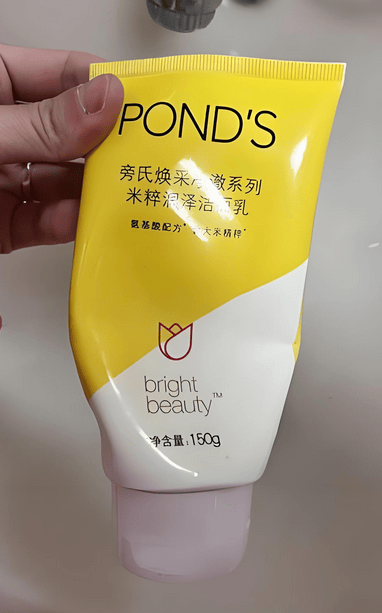 POND'S
旁氏焕采净澈系列
米粹润泽洁面乳
氨基酸配方* 大米精粹
bright
beauty™
净含量:150g